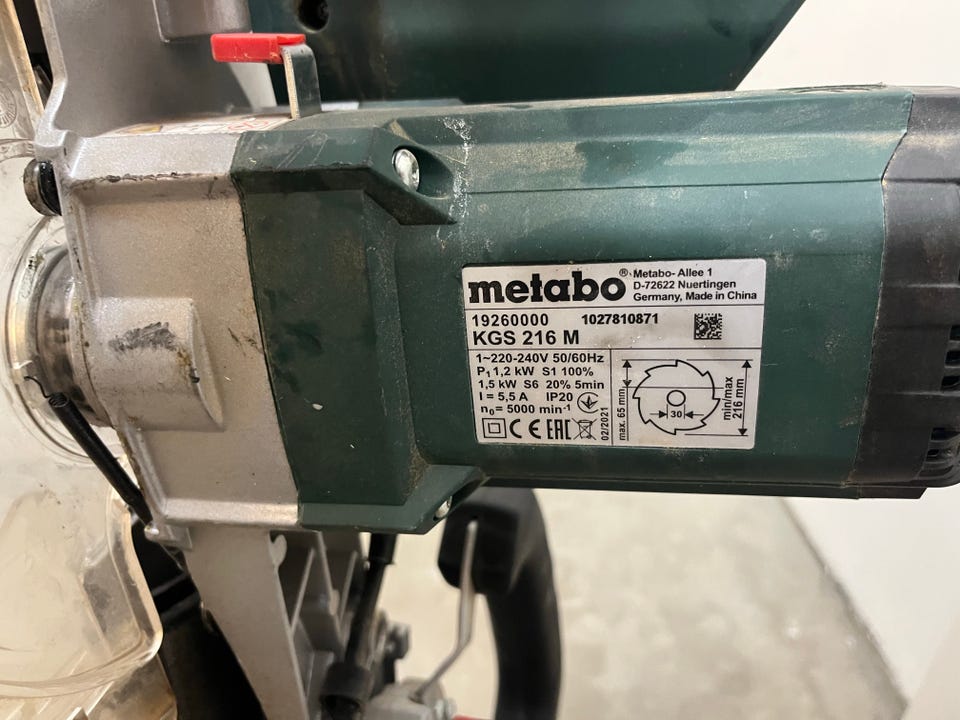 metabo®
Metabo- Allee 1
D-72622 Nuertingen
Germany, Made in China
19260000 1027810871
KGS 216 M
1~220-240V 50/60Hz
P₁ 1,2 kW S1 100%
1,5 kW S6 20% 5min
I = 5,5 A IP20
n₀= 5000 min⁻¹
CE EAC
02/2021
max. 65 mm
30
min/max
216 mm